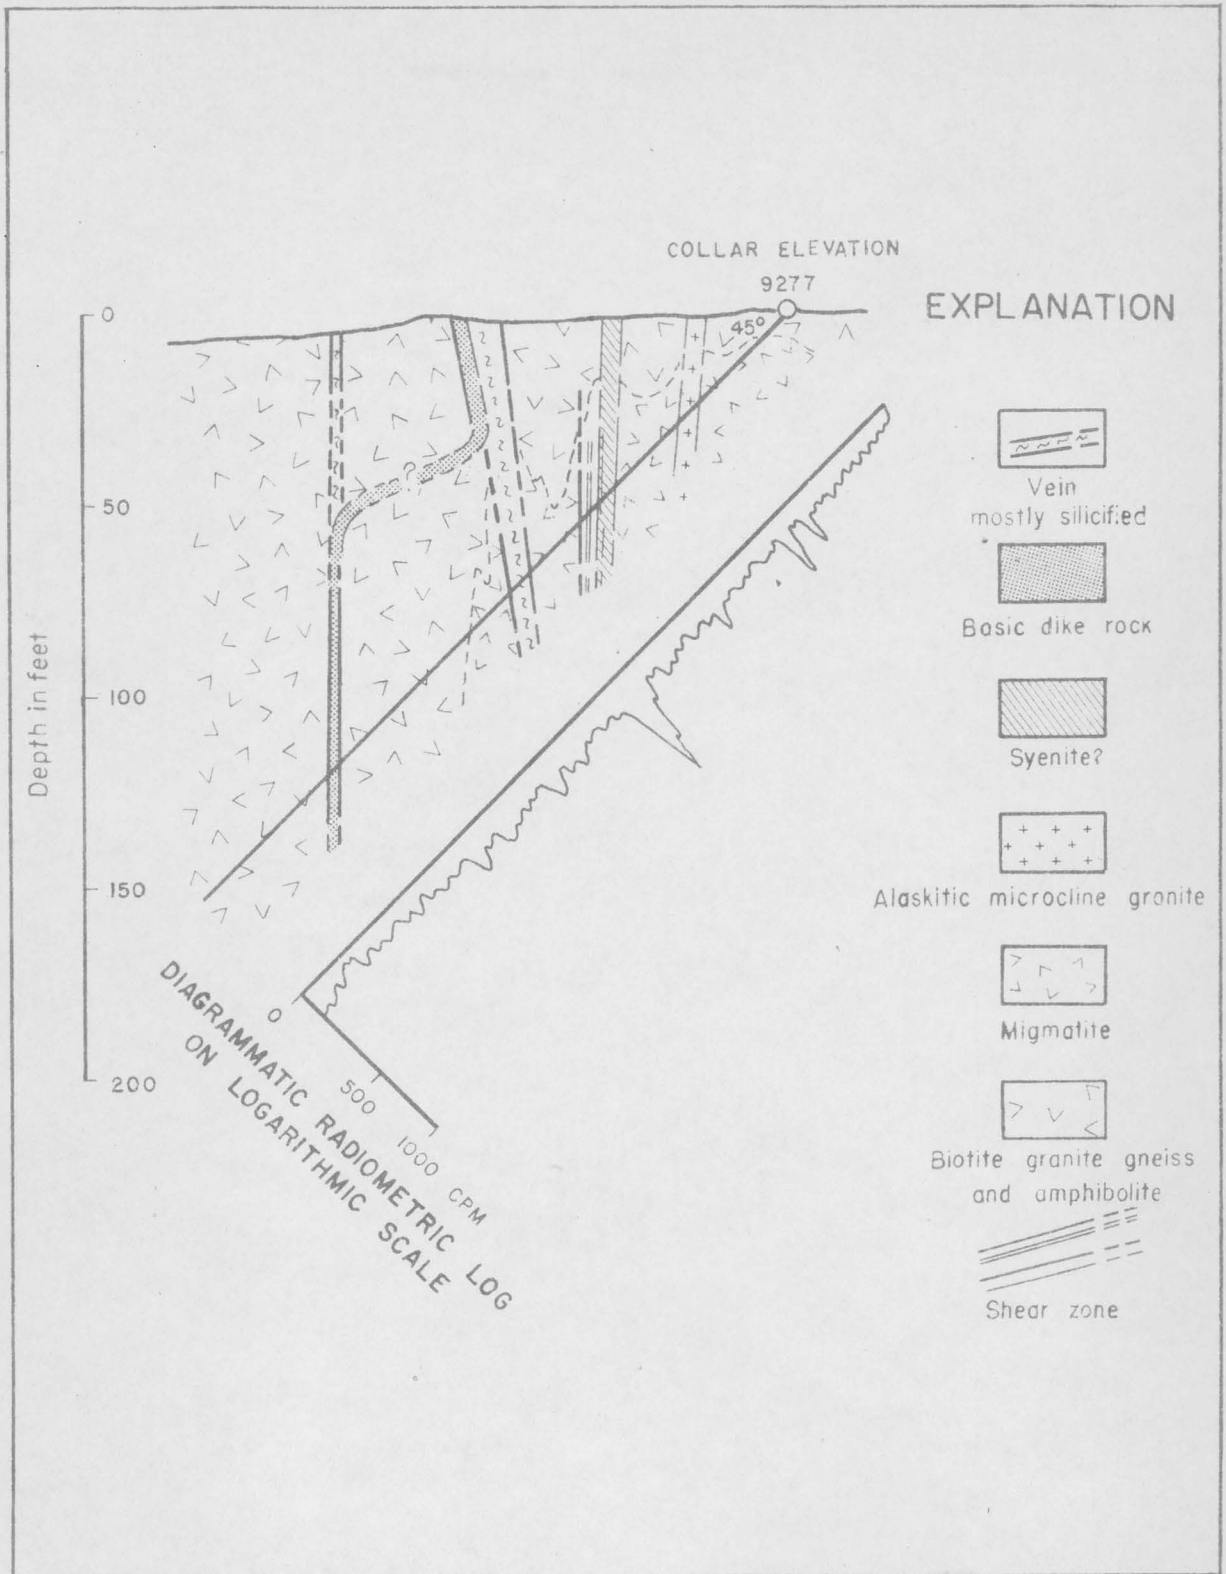 COLLAR ELEVATION
9277
EXPLANATION
45°
0
50
100
150
200
Depth in feet
?
Vein
mostly silicified
Basic dike rock
Syenite?
Alaskitic microcline granite
Migmatite
Biotite granite gneiss
and amphibolite
Shear zone
0
500
1000 CPM
DIAGRAMMATIC RADIOMETRIC LOG
ON LOGARITHMIC SCALE